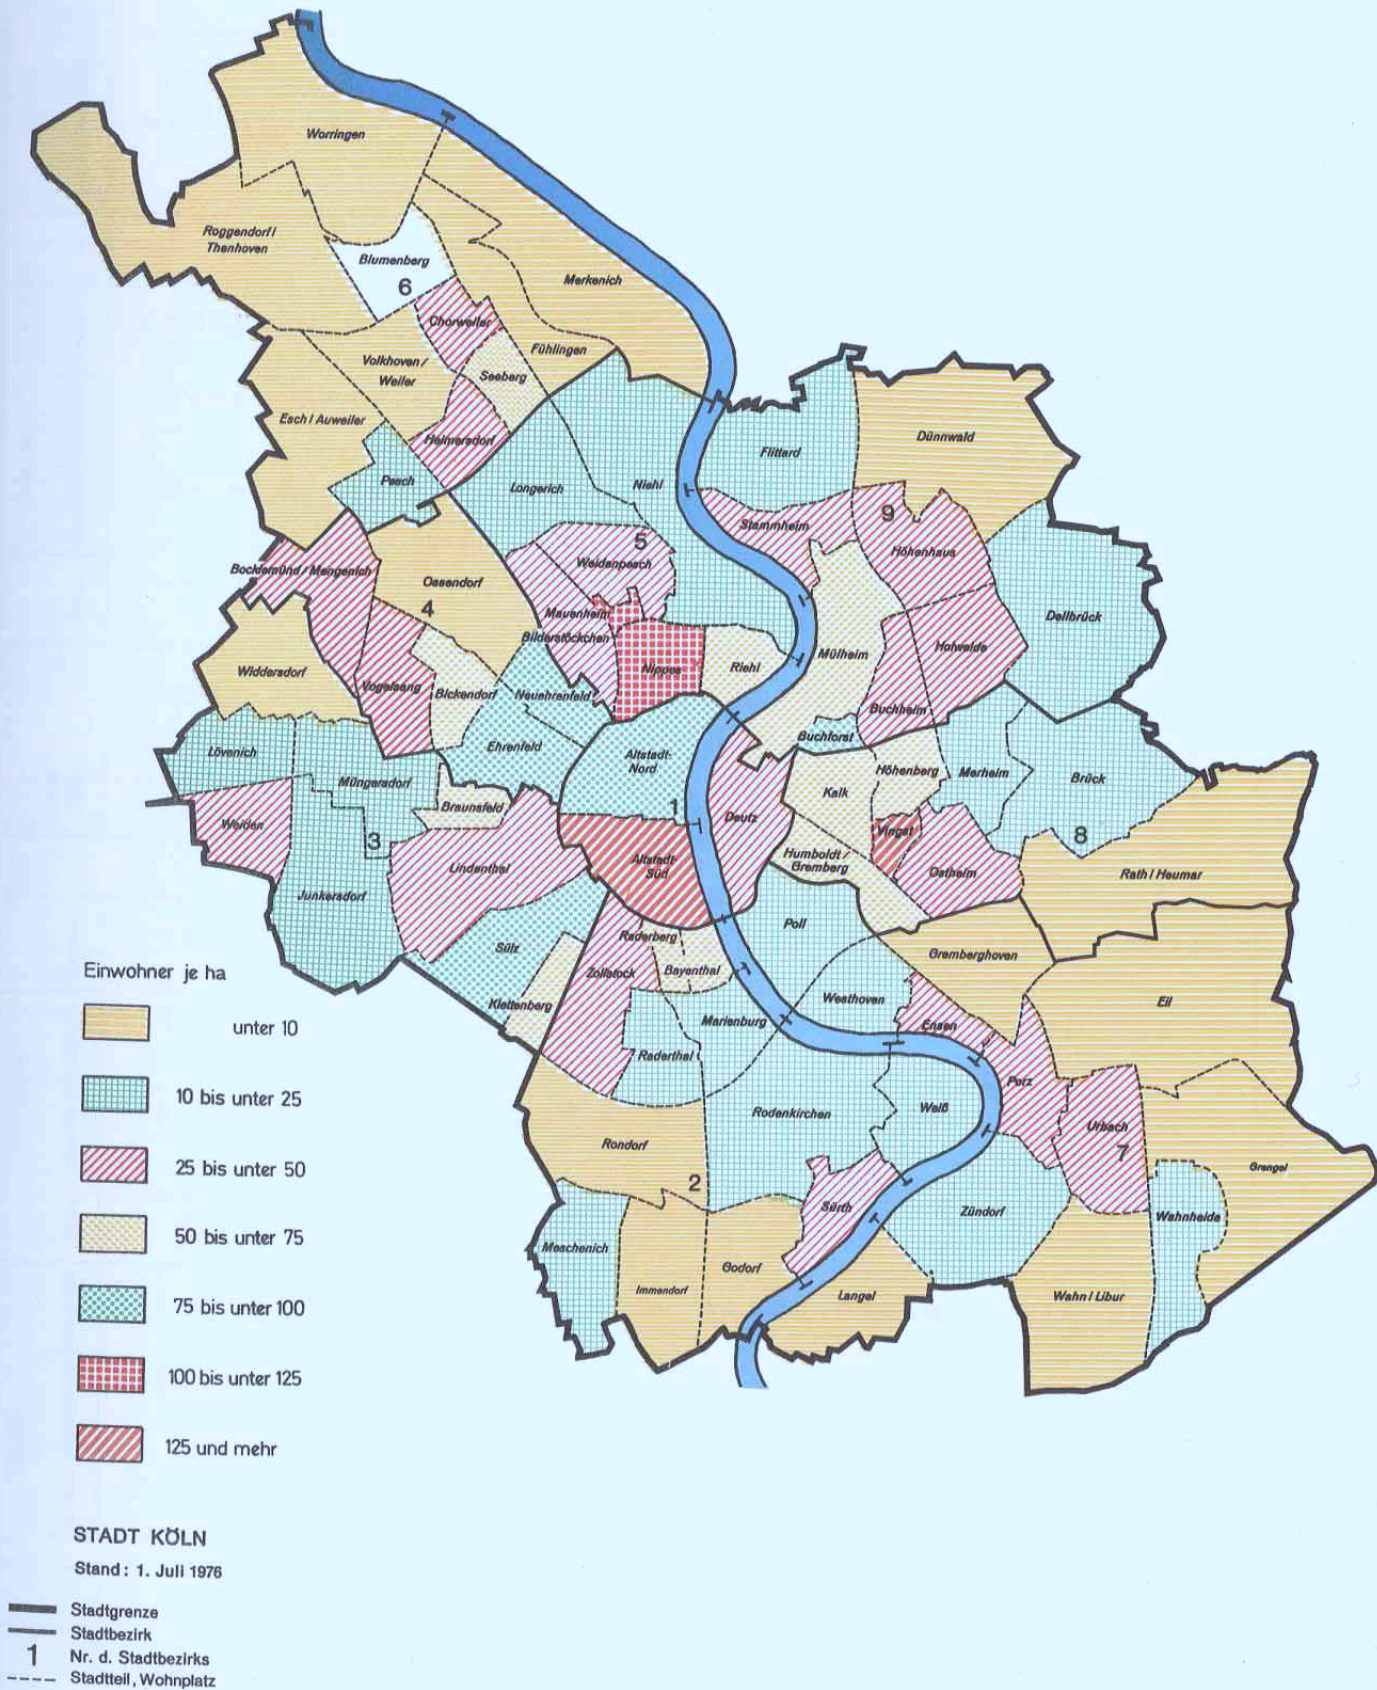 Worringen
Roggendorf/
Thenhoven
Blumenberg
6
Merkenich
Chorweiler
Fühlingen
Volkhoven/
Weiler
Seeberg
Esch/Auweiler
Heimersdorf
Pesch
Longerich
Niehl
Flittard
Dünnwald
9
Stammheim
Höhenhaus
5
Weidenpesch
Bocklemünd/Mengenich
Ossendorf
4
Mauenheim
Bilderstöckchen
Dellbrück
Holweide
Mülheim
Widdersdorf
Vogelsang
Bickendorf
Neuehrenfeld
Nippes
Riehl
Buchheim
Buchforst
Lövenich
Ehrenfeld
Altstadt-
Nord
Müngersdorf
Höhenberg
Merheim
Brück
Kalk
Braunsfeld
1
Deutz
Weiden
3
Vingst
8
Lindenthal
Altstadt-
Süd
Humboldt/
Gremberg
Ostheim
Rath/Heumar
Junkersdorf
Poll
Raderberg
Sülz
Zollstock
Bayenthal
Gremberghoven
Eil
Klettenberg
Marienburg
Westhoven
Ensen
Raderthal
Porz
Rodenkirchen
Weiß
Urbach
7
Rondorf
Grengel
2
Sürth
Zündorf
Wahnheide
Meschenich
Immendorf
Godorf
Langel
Wahn/Libur
Einwohner je ha
unter 10
10 bis unter 25
25 bis unter 50
50 bis unter 75
75 bis unter 100
100 bis unter 125
125 und mehr
STADT KÖLN
Stand: 1. Juli 1976
Stadtgrenze
Stadtbezirk
1 Nr. d. Stadtbezirks
Stadtteil, Wohnplatz